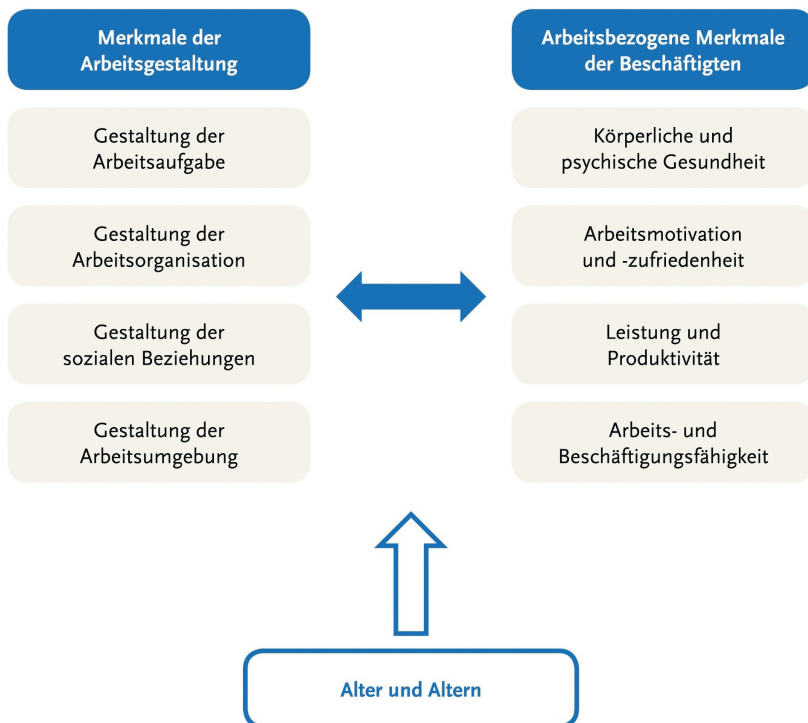 Merkmale der
Arbeitsgestaltung
Gestaltung der
Arbeitsaufgabe
Gestaltung der
Arbeitsorganisation
Gestaltung der
sozialen Beziehungen
Gestaltung der
Arbeitsumgebung
Arbeitsbezogene Merkmale
der Beschäftigten
Körperliche und
psychische Gesundheit
Arbeitsmotivation
und -zufriedenheit
Leistung und
Produktivität
Arbeits- und
Beschäftigungsfähigkeit
Alter und Altern